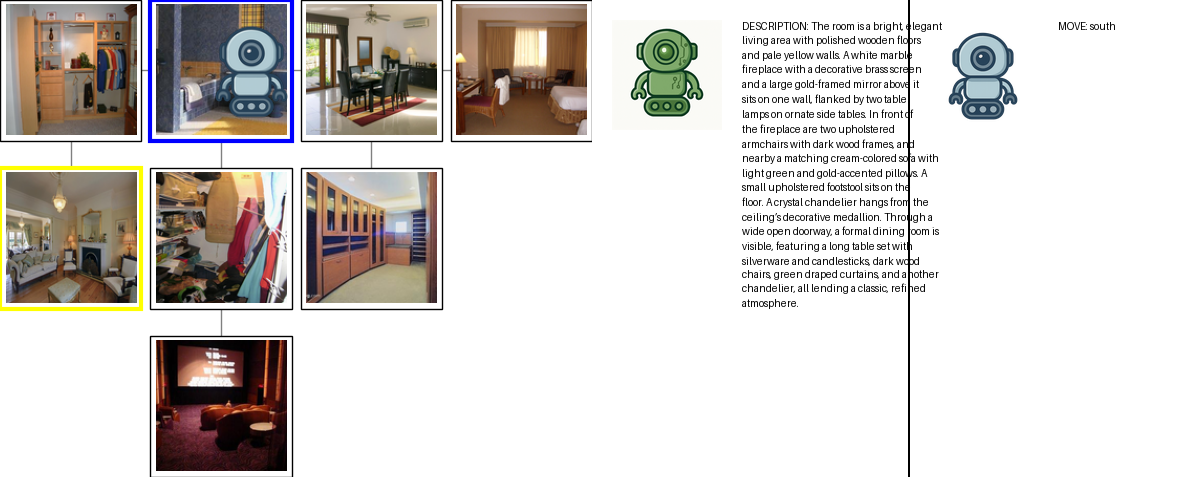 DESCRIPTION: The room is a bright, elegant
living area with polished wooden floors
and pale yellow walls. A white marble
fireplace with a decorative brass screen
and a large gold-framed mirror above it
sits on one wall, flanked by two table
lamps on ornate side tables. In front of
the fireplace are two upholstered
armchairs with dark wood frames, and
nearby a matching cream-colored sofa with
light green and gold-accented pillows. A
small upholstered footstool sits on the
floor. A crystal chandelier hangs from the
ceiling's decorative medallion. Through a
wide open doorway, a formal dining room is
visible, featuring a long table set with
silverware and candlesticks, dark wood
chairs, green draped curtains, and another
chandelier, all lending a classic, refined
atmosphere.
MOVE: south